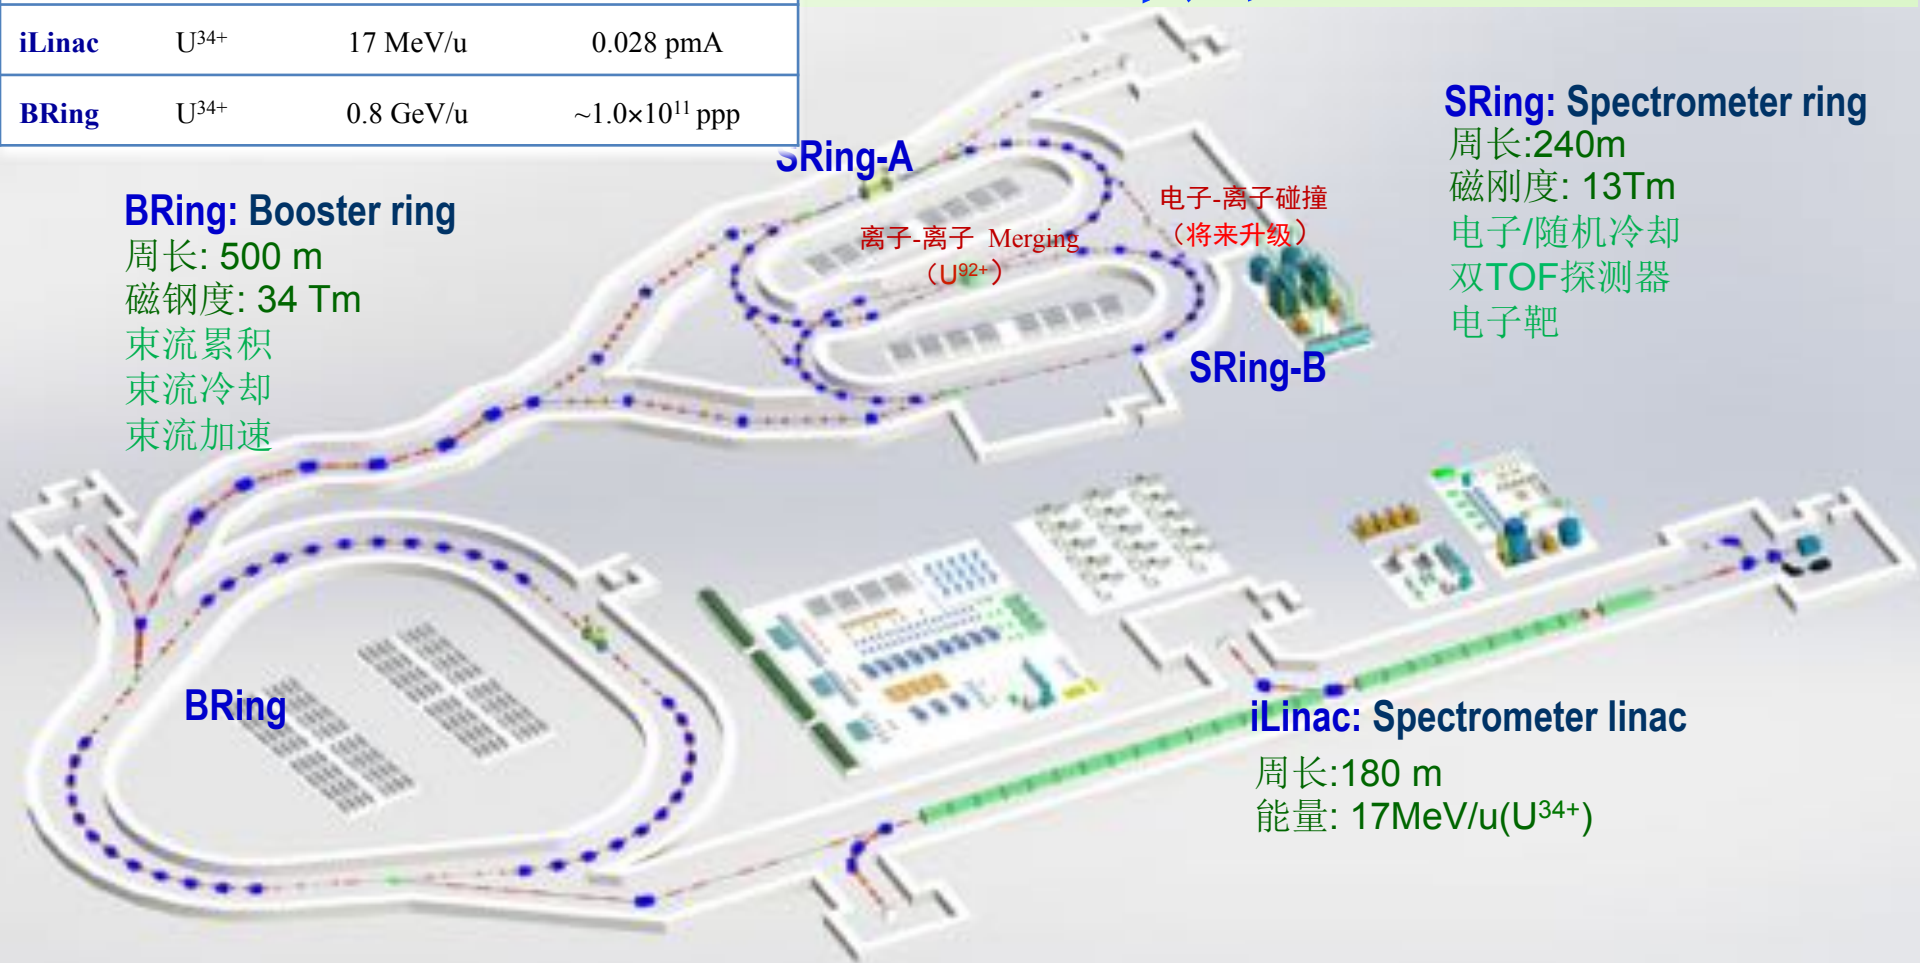 iLinac U³⁴⁺ 17 MeV/u 0.028 pmA
BRing U³⁴⁺ 0.8 GeV/u ~1.0×10¹¹ ppp
SRing-A
SRing: Spectrometer ring
周长:240m
磁刚度: 13Tm
电子/随机冷却
双TOF探测器
电子靶
BRing: Booster ring
周长: 500 m
磁钢度: 34 Tm
束流累积
束流冷却
束流加速
电子-离子碰撞
（将来升级）
离子-离子 Merging
（U⁹²⁺）
SRing-B
BRing
iLinac: Spectrometer linac
周长:180 m
能量: 17MeV/u(U³⁴⁺)